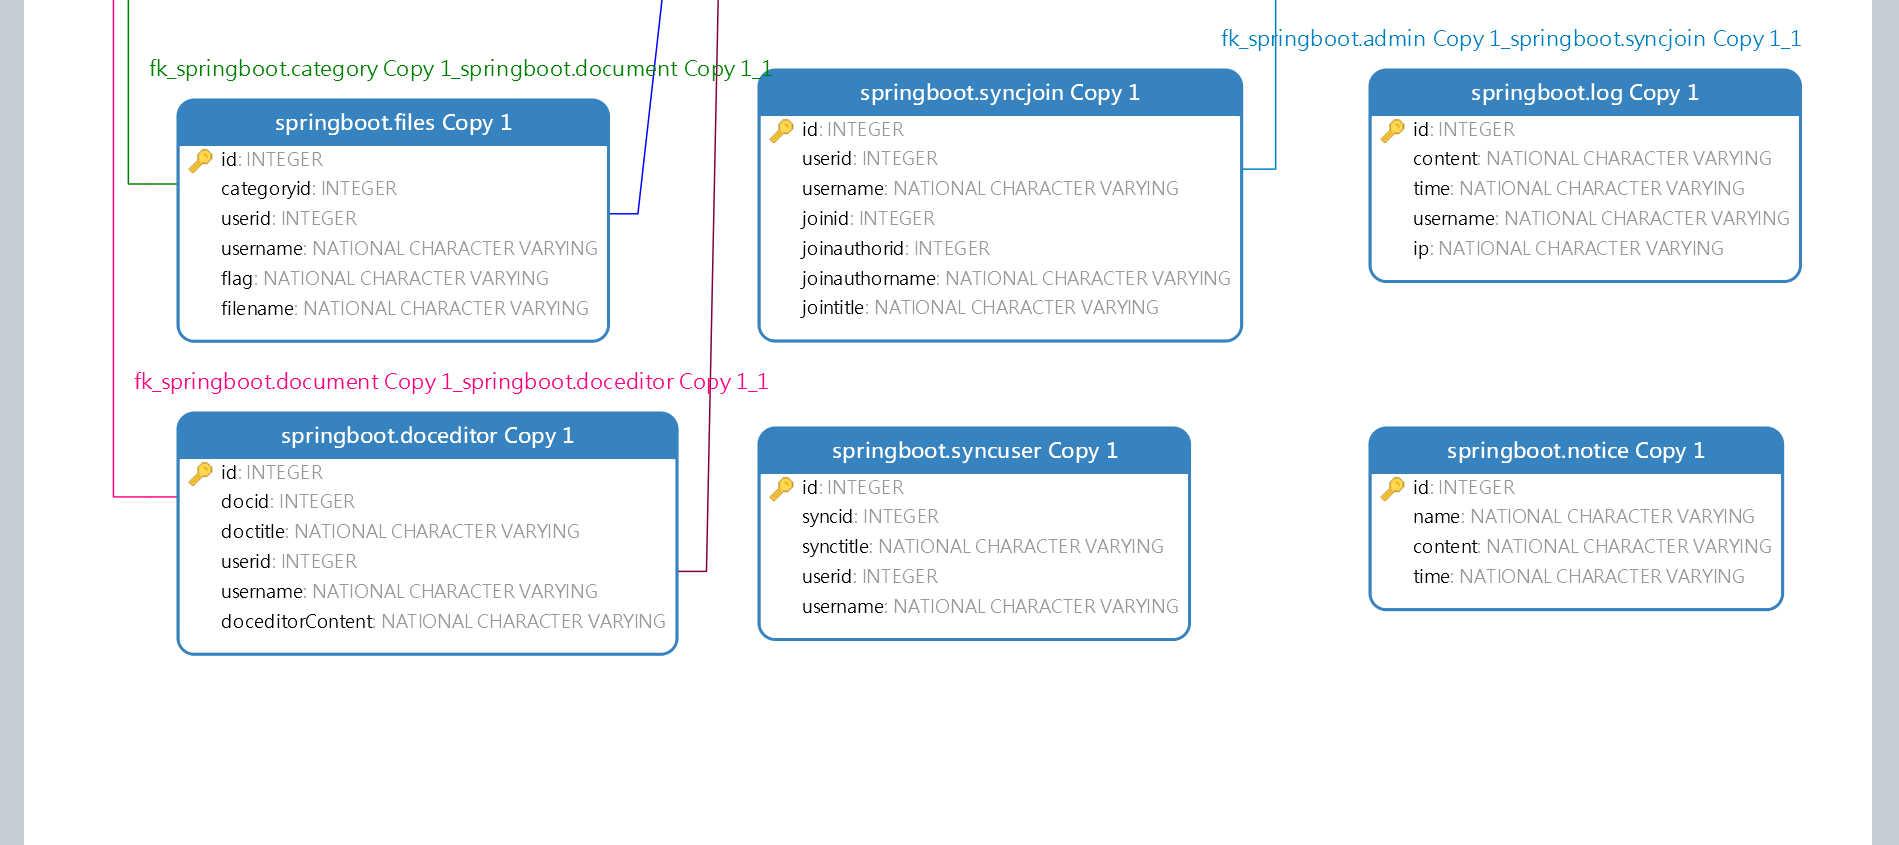 fk_springboot.admin Copy 1_springboot.syncjoin Copy 1_1
fk_springboot.category Copy 1_springboot.document Copy 1_1
springboot.files Copy 1
id: INTEGER
categoryid: INTEGER
userid: INTEGER
username: NATIONAL CHARACTER VARYING
flag: NATIONAL CHARACTER VARYING
filename: NATIONAL CHARACTER VARYING
springboot.syncjoin Copy 1
id: INTEGER
userid: INTEGER
username: NATIONAL CHARACTER VARYING
joinid: INTEGER
joinauthorid: INTEGER
joinauthorname: NATIONAL CHARACTER VARYING
jointitle: NATIONAL CHARACTER VARYING
springboot.log Copy 1
id: INTEGER
content: NATIONAL CHARACTER VARYING
time: NATIONAL CHARACTER VARYING
username: NATIONAL CHARACTER VARYING
ip: NATIONAL CHARACTER VARYING
fk_springboot.document Copy 1_springboot.doceditor Copy 1_1
springboot.doceditor Copy 1
id: INTEGER
docid: INTEGER
doctitle: NATIONAL CHARACTER VARYING
userid: INTEGER
username: NATIONAL CHARACTER VARYING
doceditorContent: NATIONAL CHARACTER VARYING
springboot.syncuser Copy 1
id: INTEGER
syncid: INTEGER
synctitle: NATIONAL CHARACTER VARYING
userid: INTEGER
username: NATIONAL CHARACTER VARYING
springboot.notice Copy 1
id: INTEGER
name: NATIONAL CHARACTER VARYING
content: NATIONAL CHARACTER VARYING
time: NATIONAL CHARACTER VARYING